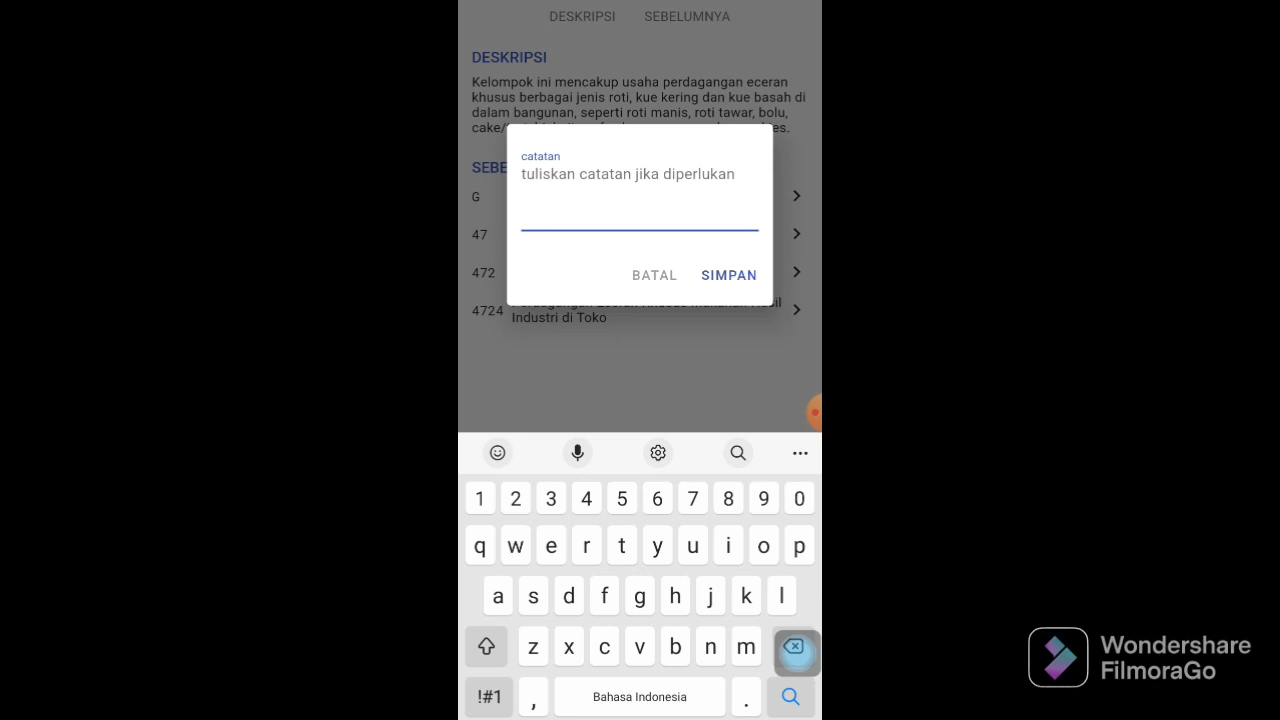 DESKRIPSI SEBELUMNYA
DESKRIPSI
Kelompok ini mencakup usaha perdagangan eceran
khusus berbagai jenis roti, kue kering dan kue basah di
dalam bangunan, seperti roti manis, roti tawar, bolu,
cake/
catatan
tuliskan catatan jika diperlukan
SEBE
G
47
472
BATAL SIMPAN
4724
Industri di Toko
1 2 3 4 5 6 7 8 9 0
q w e r t y u i o p
a s d f g h j k l
z x c v b n m
!#1 , Bahasa Indonesia .
Wondershare
FilmoraGo